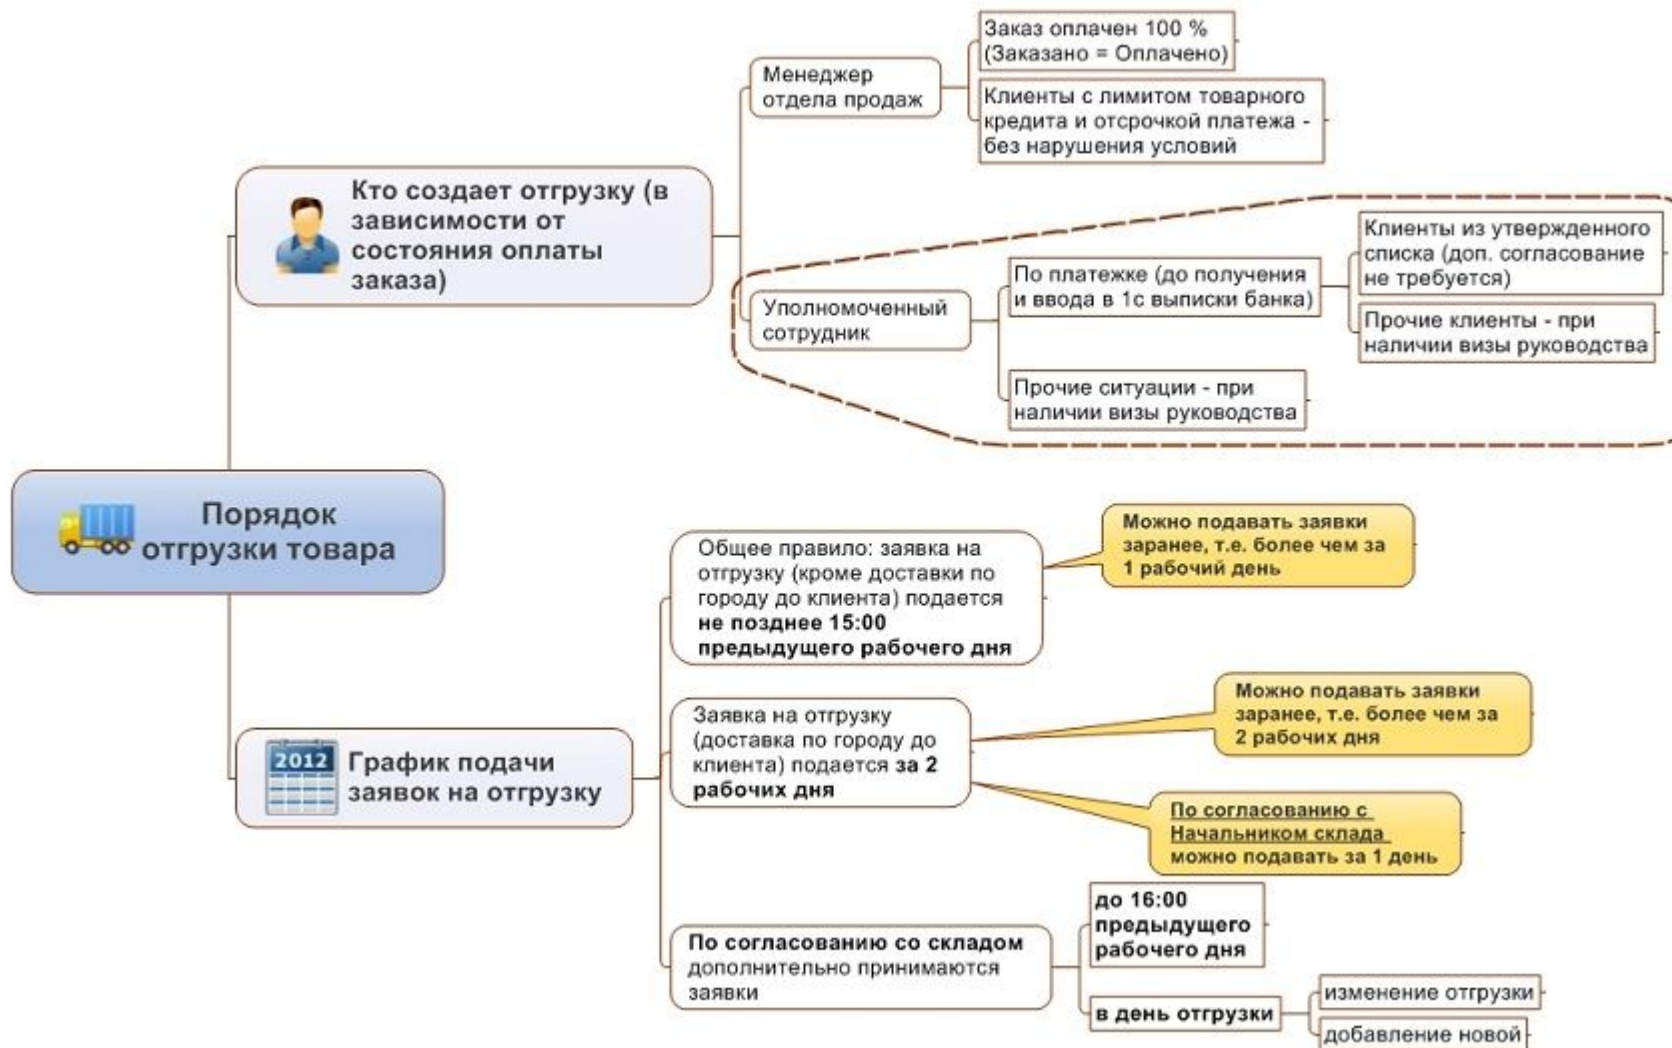 Порядок
отгрузки товара
Кто создает отгрузку (в
зависимости от
состояния оплаты
заказа)
Менеджер
отдела продаж
Заказ оплачен 100 %
(Заказано = Оплачено)
Клиенты с лимитом товарного
кредита и отсрочкой платежа -
без нарушения условий
Уполномоченный
сотрудник
По платежке (до получения
и ввода в 1с выписки банка)
Клиенты из утвержденного
списка (доп. согласование
не требуется)
Прочие клиенты - при
наличии визы руководства
Прочие ситуации - при
наличии визы руководства
2012
График подачи
заявок на отгрузку
Общее правило: заявка на
отгрузку (кроме доставки по
городу до клиента) подается
не позднее 15:00
предыдущего рабочего дня
Можно подавать заявки
заранее, т.е. более чем за
1 рабочий день
Заявка на отгрузку
(доставка по городу до
клиента) подается за 2
рабочих дня
Можно подавать заявки
заранее, т.е. более чем за
2 рабочих дня
По согласованию с
Начальником склада
можно подавать за 1 день
По согласованию со складом
дополнительно принимаются
заявки
до 16:00
предыдущего
рабочего дня
в день отгрузки
изменение отгрузки
добавление новой